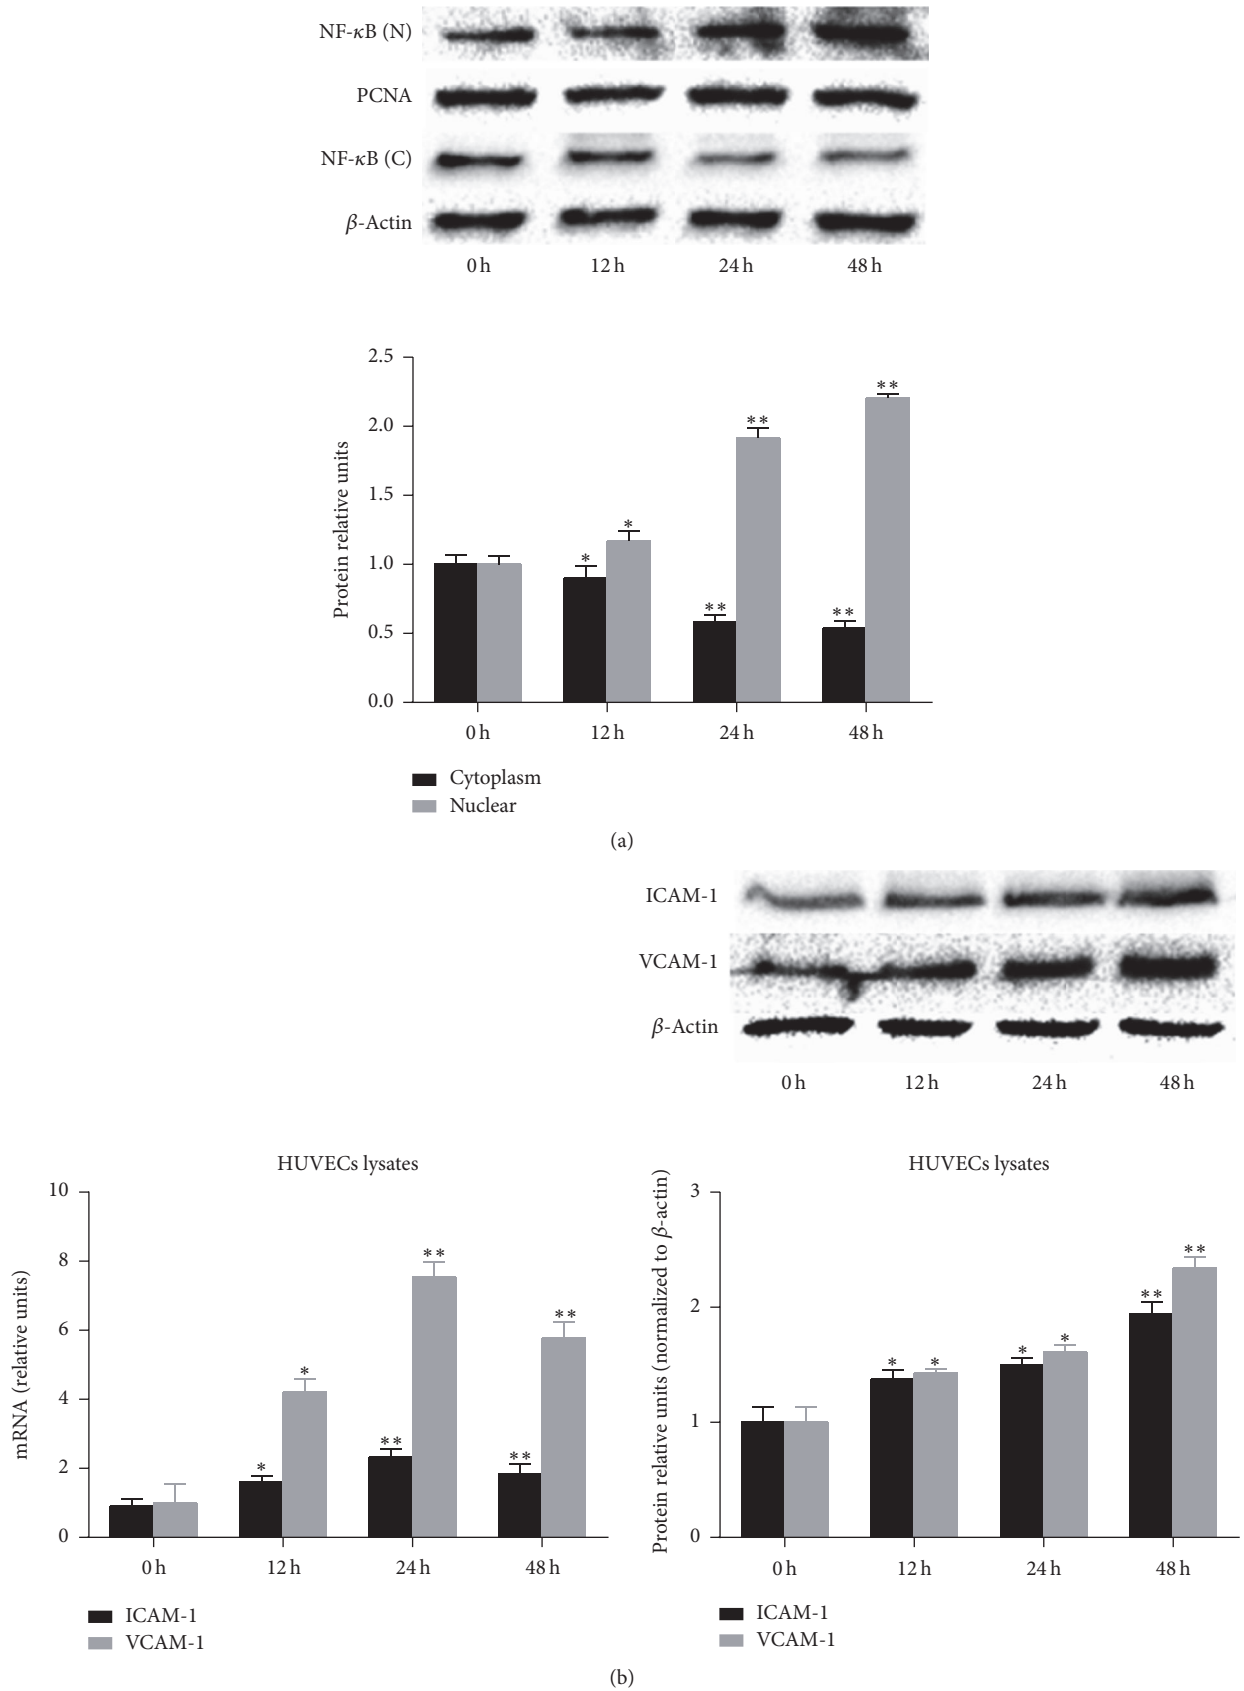 NF-κB (N)
PCNA
NF-κB (C)
β-Actin
0 h 12 h 24 h 48 h
Protein relative units
2.5
2.0
1.5
1.0
0.5
0.0
** 
**
* *
** **
0 h 12 h 24 h 48 h
Cytoplasm
Nuclear
(a)
ICAM-1
VCAM-1
β-Actin
0 h 12 h 24 h 48 h
HUVECs lysates
mRNA (relative units)
10
8
6
4
2
0
* * ** ** ** **
0 h 12 h 24 h 48 h
ICAM-1
VCAM-1
HUVECs lysates
Protein relative units (normalized to β-actin)
3
2
1
0
* * * * ** **
0 h 12 h 24 h 48 h
ICAM-1
VCAM-1
(b)